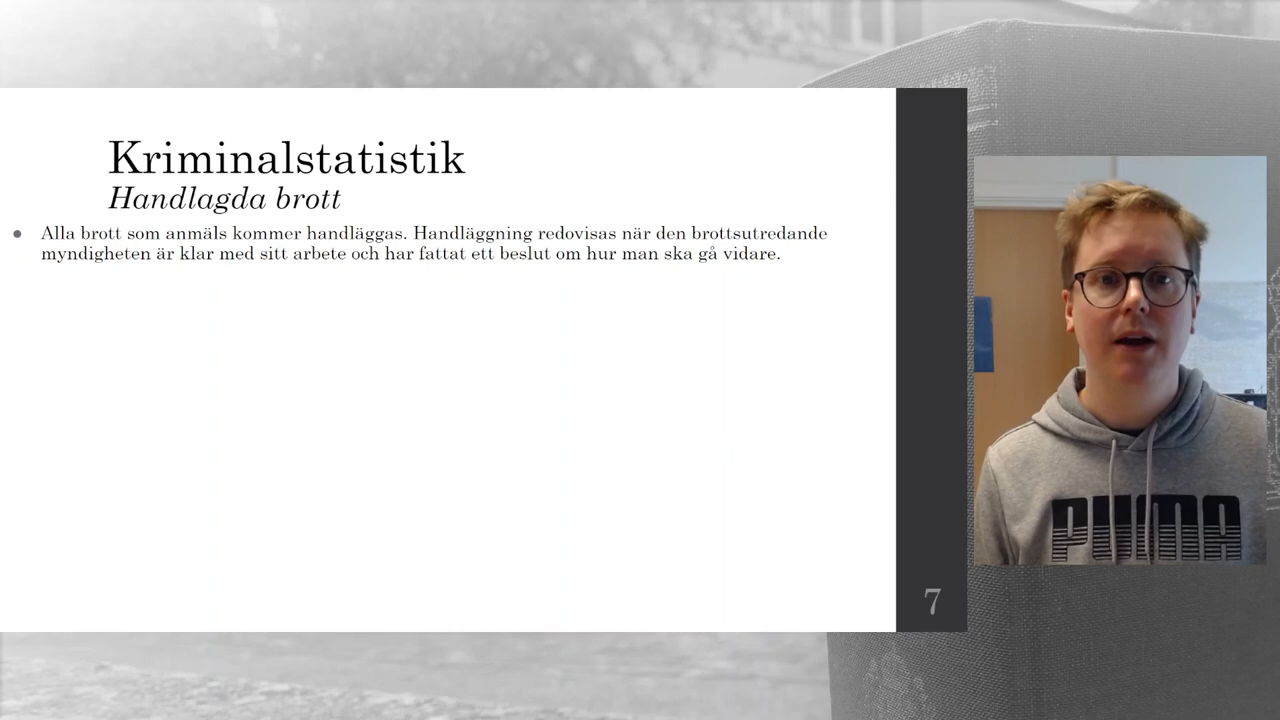 Kriminalstatistik
Handlagda brott
Alla brott som anmäls kommer handläggas. Handläggning redovisas när den brottsutredande
myndigheten är klar med sitt arbete och har fattat ett beslut om hur man ska gå vidare.
7
PUMA